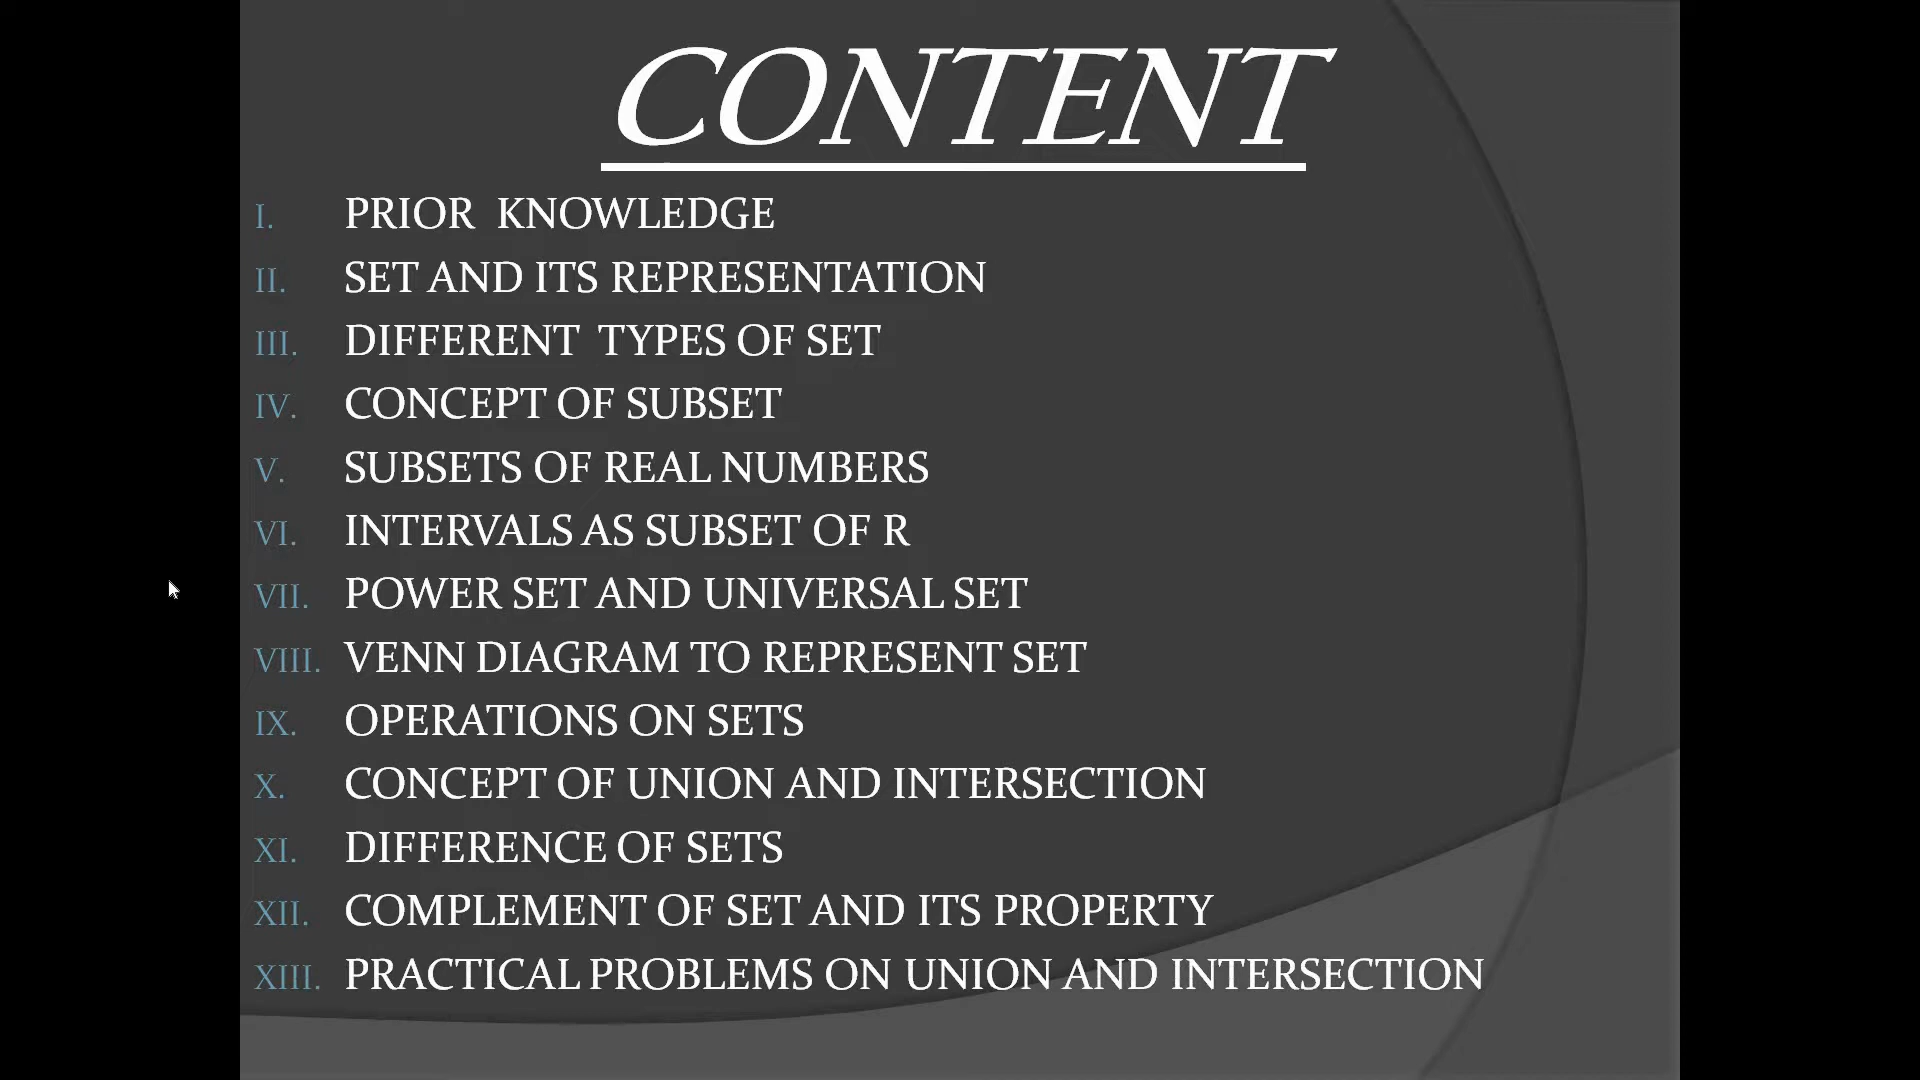 CONTENT
I. PRIOR KNOWLEDGE
II. SET AND ITS REPRESENTATION
III. DIFFERENT TYPES OF SET
IV. CONCEPT OF SUBSET
V. SUBSETS OF REAL NUMBERS
VI. INTERVALS AS SUBSET OF R
VII. POWER SET AND UNIVERSAL SET
VIII. VENN DIAGRAM TO REPRESENT SET
IX. OPERATIONS ON SETS
X. CONCEPT OF UNION AND INTERSECTION
XI. DIFFERENCE OF SETS
XII. COMPLEMENT OF SET AND ITS PROPERTY
XIII. PRACTICAL PROBLEMS ON UNION AND INTERSECTION